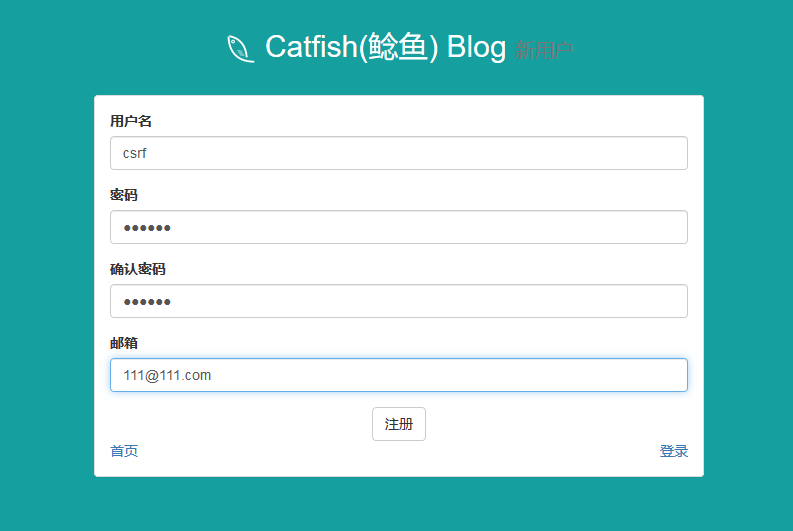 Catfish(鲶鱼) Blog 新用户
用户名
csrf
密码
●●●●●●
确认密码
●●●●●●
邮箱
111@111.com
注册
首页 登录